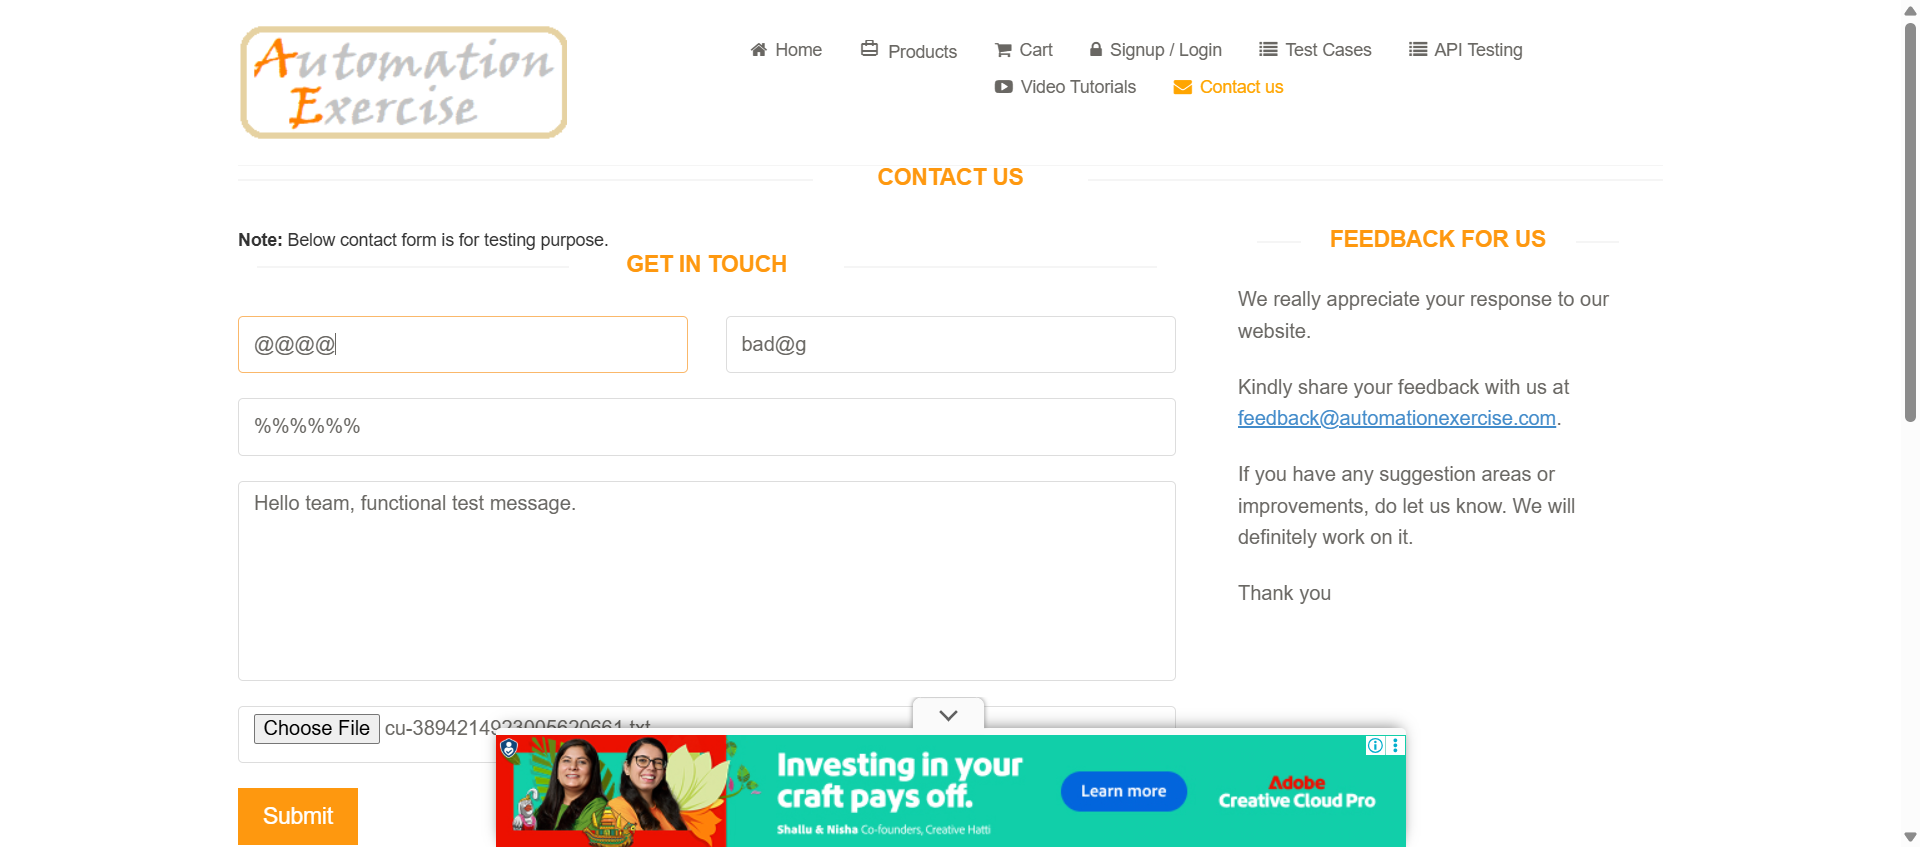 Automation
Exercise
Home
Products
Cart
Signup / Login
Test Cases
API Testing
Video Tutorials
Contact us
CONTACT US
Note: Below contact form is for testing purpose.
GET IN TOUCH
@@@@
bad@g
%%%%%%
Hello team, functional test message.
Choose File cu-3894214923005620661.txt
Submit
FEEDBACK FOR US
We really appreciate your response to our
website.
Kindly share your feedback with us at
feedback@automationexercise.com.
If you have any suggestion areas or
improvements, do let us know. We will
definitely work on it.
Thank you
Investing in your
craft pays off.
Shallu & Nisha Co-founders, Creative Hatti
Learn more
Adobe
Creative Cloud Pro